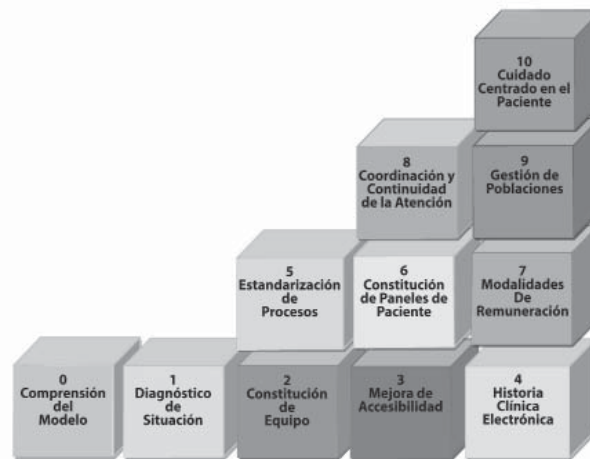 10
Cuidado
Centrado en el
Paciente
8
Coordinación y
Continuidad
de la Atención
9
Gestión de
Poblaciones
5
Estandarización
de
Procesos
6
Constitución
de Paneles de
Paciente
7
Modalidades
De
Remuneración
0
Comprensión
del
Modelo
1
Diagnóstico
de
Situación
2
Constitución
de
Equipo
3
Mejora de
Accesibilidad
4
Historia
Clínica
Electrónica